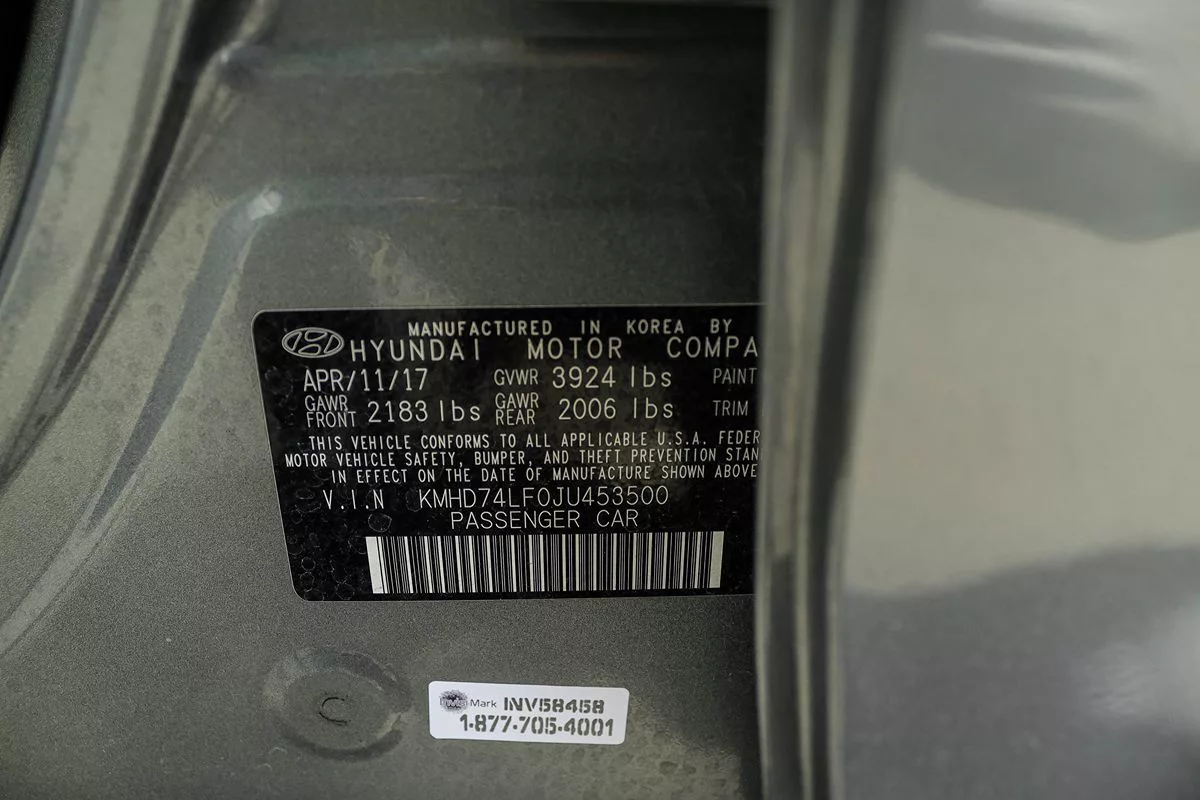 MANUFACTURED IN KOREA BY
HYUNDAI MOTOR COMPA
APR/11/17 GVWR 3924 lbs PAINT
GAWR FRONT 2183 lbs GAWR REAR 2006 lbs TRIM
THIS VEHICLE CONFORMS TO ALL APPLICABLE U.S.A. FEDER
MOTOR VEHICLE SAFETY, BUMPER, AND THEFT PREVENTION STAN
IN EFFECT ON THE DATE OF MANUFACTURE SHOWN ABOVE
V.I.N KMHD74LF0JU453500
PASSENGER CAR
Mark INV58458
1-877-705-4001